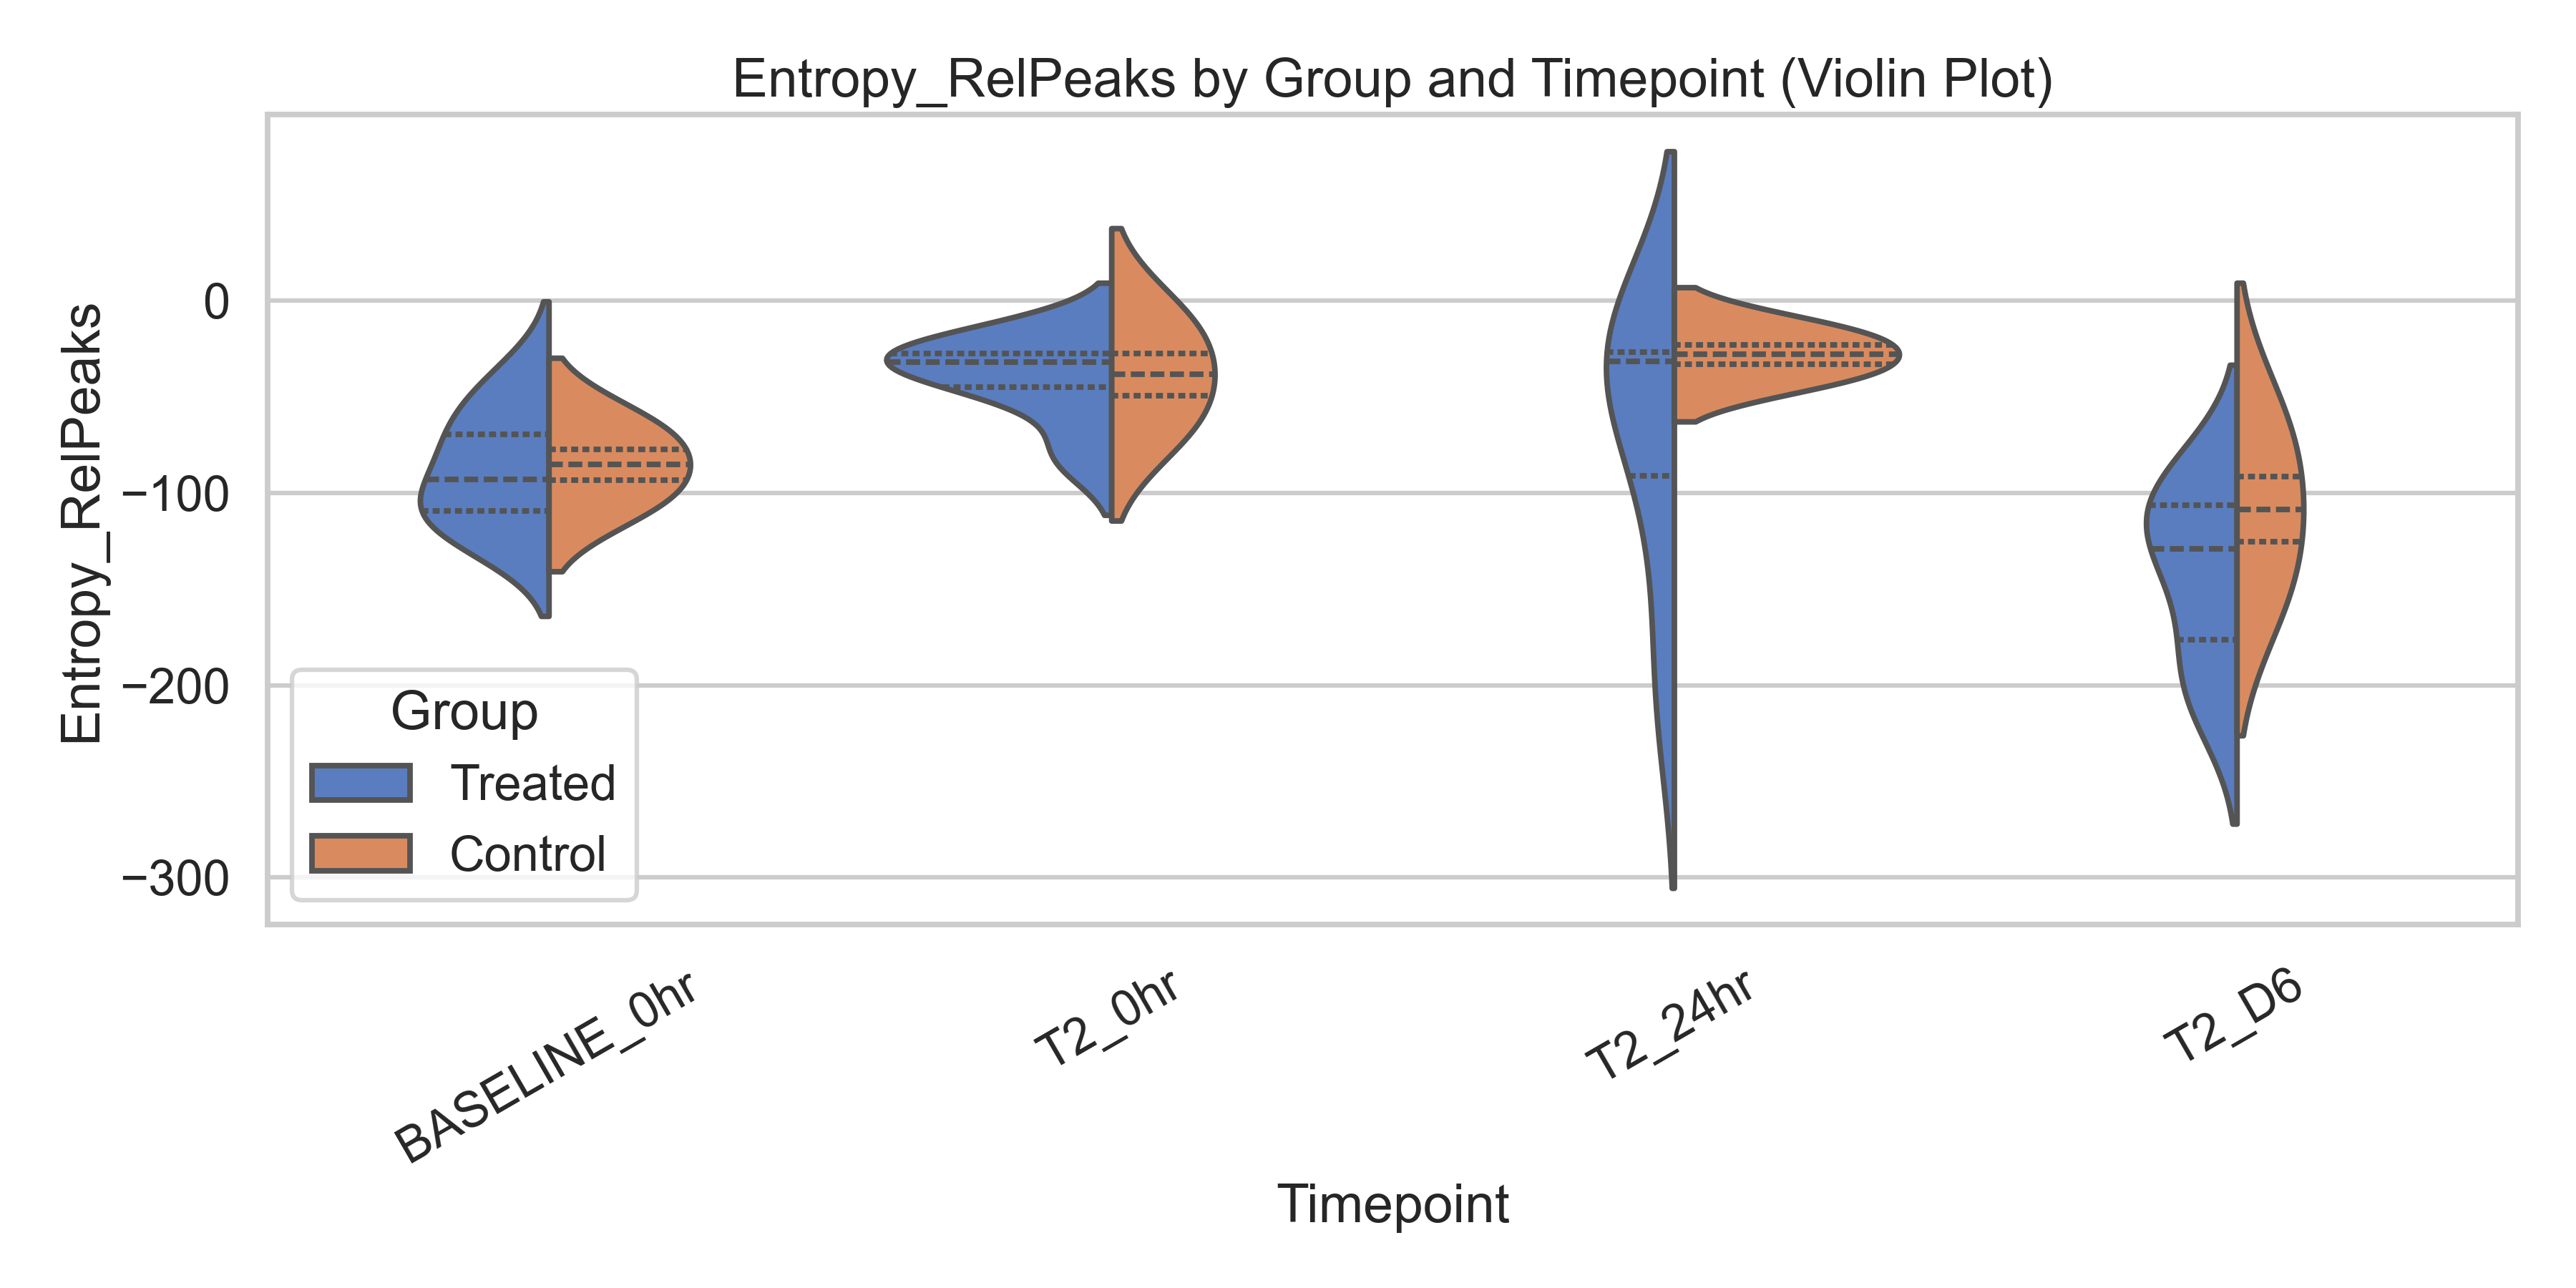 Entropy_RelPeaks by Group and Timepoint (Violin Plot)
Entropy_RelPeaks
0
−100
−200
−300
Group
Treated
Control
BASELINE_0hr
T2_0hr
T2_24hr
T2_D6
Timepoint